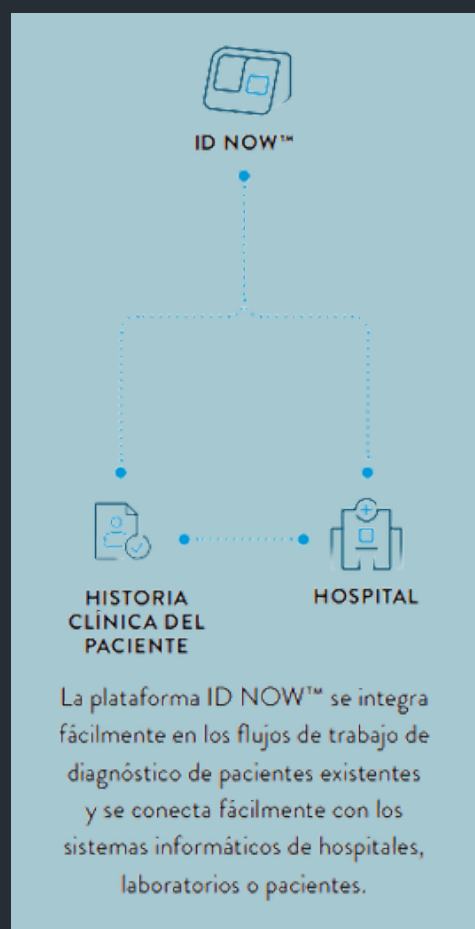 ID NOW™
HISTORIA
CLÍNICA DEL
PACIENTE
HOSPITAL
La plataforma ID NOW™ se integra
fácilmente en los flujos de trabajo de
diagnóstico de pacientes existentes
y se conecta fácilmente con los
sistemas informáticos de hospitales,
laboratorios o pacientes.